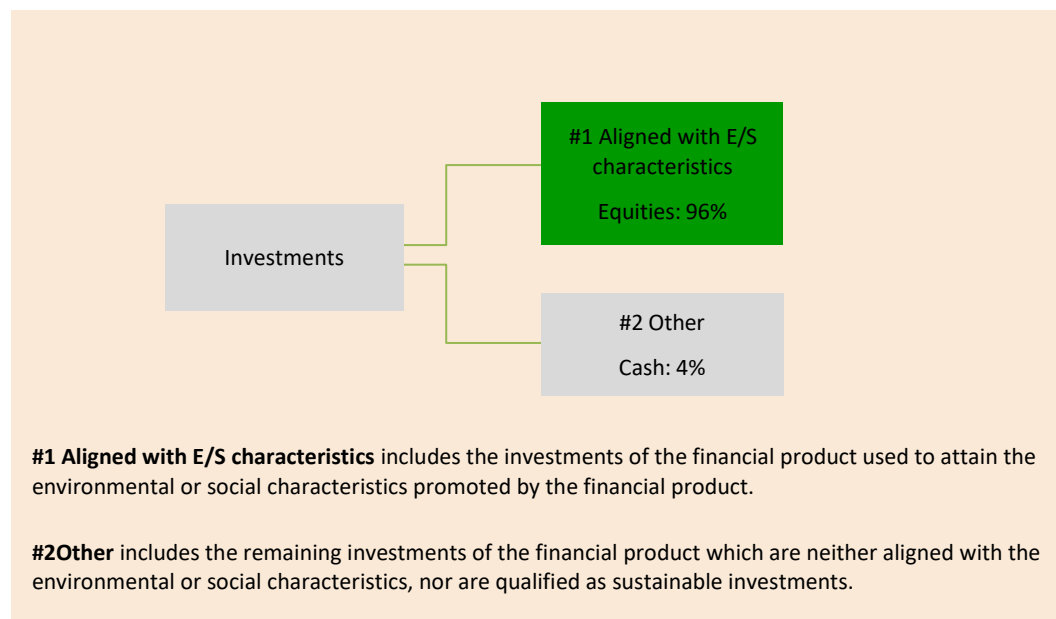 #1 Aligned with E/S
characteristics
Equities: 96%
Investments
#2 Other
Cash: 4%
#1 Aligned with E/S characteristics includes the investments of the financial product used to attain the
environmental or social characteristics promoted by the financial product.
#2Other includes the remaining investments of the financial product which are neither aligned with the
environmental or social characteristics, nor are qualified as sustainable investments.